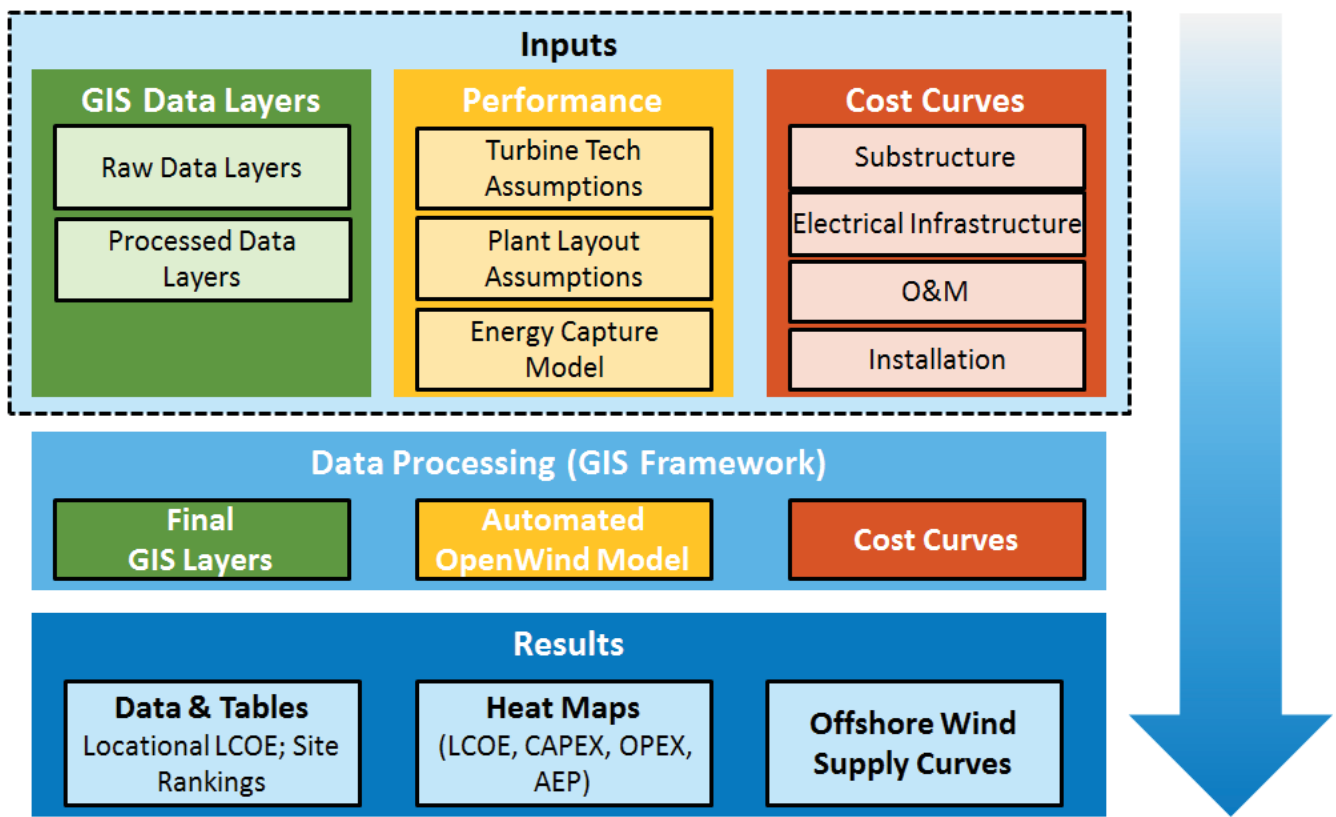 Inputs
GIS Data Layers
Raw Data Layers
Processed Data
Layers
Performance
Turbine Tech
Assumptions
Plant Layout
Assumptions
Energy Capture
Model
Cost Curves
Substructure
Electrical Infrastructure
O&M
Installation
Data Processing (GIS Framework)
Final
GIS Layers
Automated
OpenWind Model
Cost Curves
Results
Data & Tables
Locational LCOE; Site
Rankings
Heat Maps
(LCOE, CAPEX, OPEX,
AEP)
Offshore Wind
Supply Curves